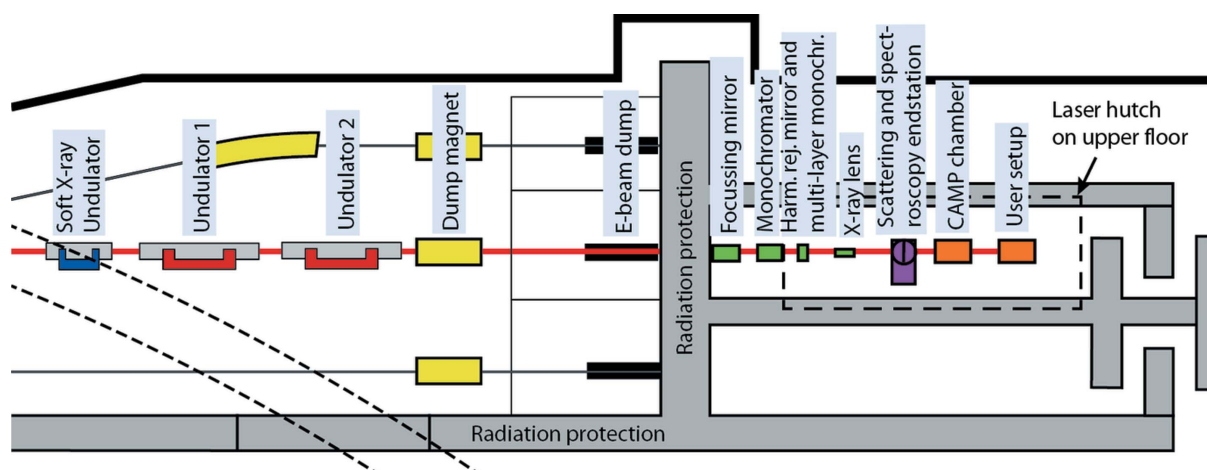 Soft X-ray
Undulator
Undulator 1
Undulator 2
Dump magnet
E-beam dump
Radiation protection
Focussing mirror
Monochromator
Harm. rej. mirror and
multi-layer monochr.
X-ray lens
Scattering and spect-
roscopy endstation
CAMP chamber
User setup
Laser hutch
on upper floor
Radiation protection